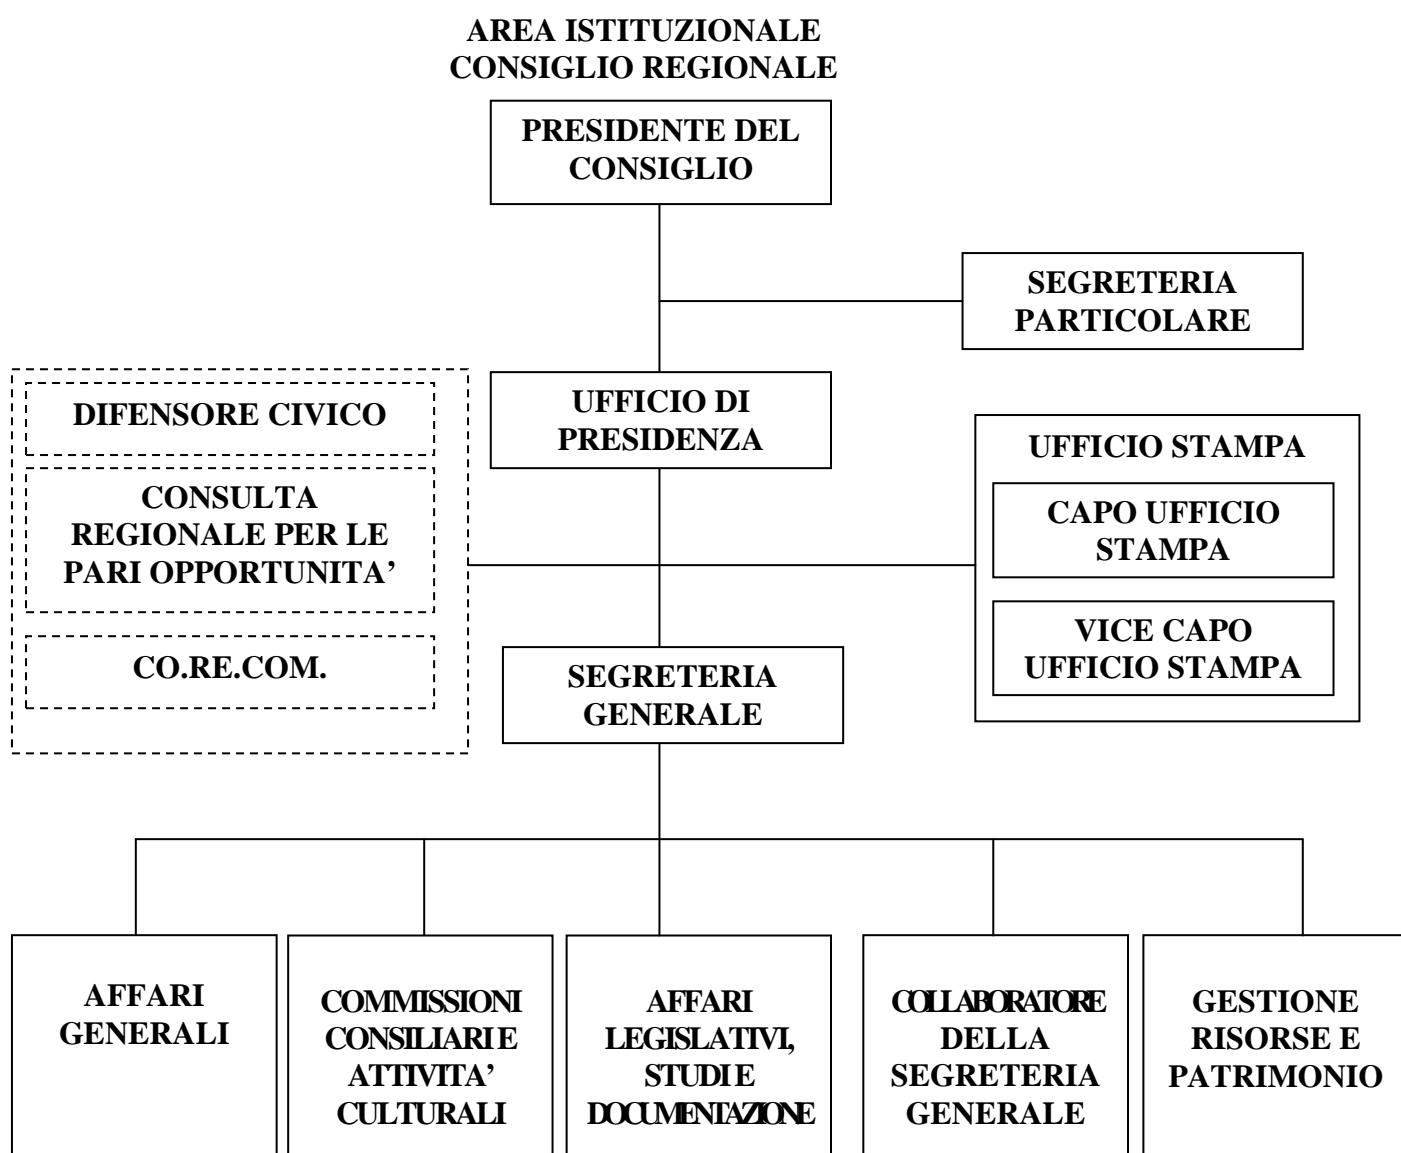 AREA ISTITUZIONALE
CONSIGLIO REGIONALE
PRESIDENTE DEL
CONSIGLIO
SEGRETERIA
PARTICOLARE
DIFENSORE CIVICO
CONSULTA
REGIONALE PER LE
PARI OPPORTUNITA’
CO.RE.COM.
UFFICIO DI
PRESIDENZA
UFFICIO STAMPA
CAPO UFFICIO
STAMPA
VICE CAPO
UFFICIO STAMPA
SEGRETERIA
GENERALE
AFFARI
GENERALI
COMMISSIONI
CONSILIARI E
ATTIVITA’
CULTURALI
AFFARI
LEGISLATIVI,
STUDI E
DOCUMENTAZIONE
COLLABORATORE
DELLA
SEGRETERIA
GENERALE
GESTIONE
RISORSE E
PATRIMONIO